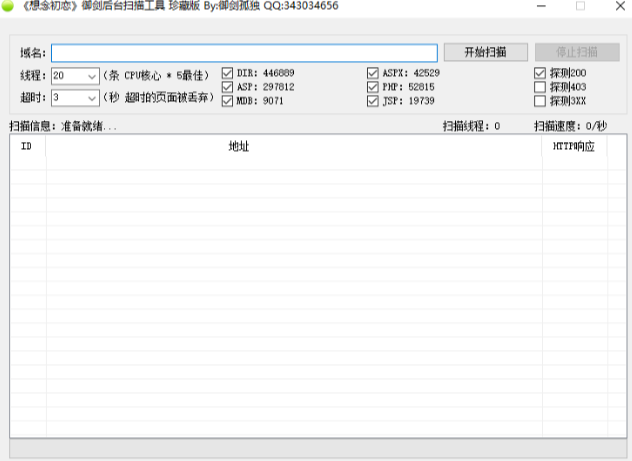 《想念初恋》御剑后台扫描工具 珍藏版 By:御剑孤独 QQ:343034656
域名: 开始扫描 停止扫描
线程: 20 (条 CPU核心 * 5最佳) DIR: 446889 ASPX: 42529 探测200
ASP: 297812 PHP: 52815 探测403
超时: 3 (秒 超时的页面被丢弃) MDB: 9071 JSP: 19739 探测3XX
扫描信息: 准备就绪... 扫描线程: 0 扫描速度: 0/秒
ID 地址 HTTP响应